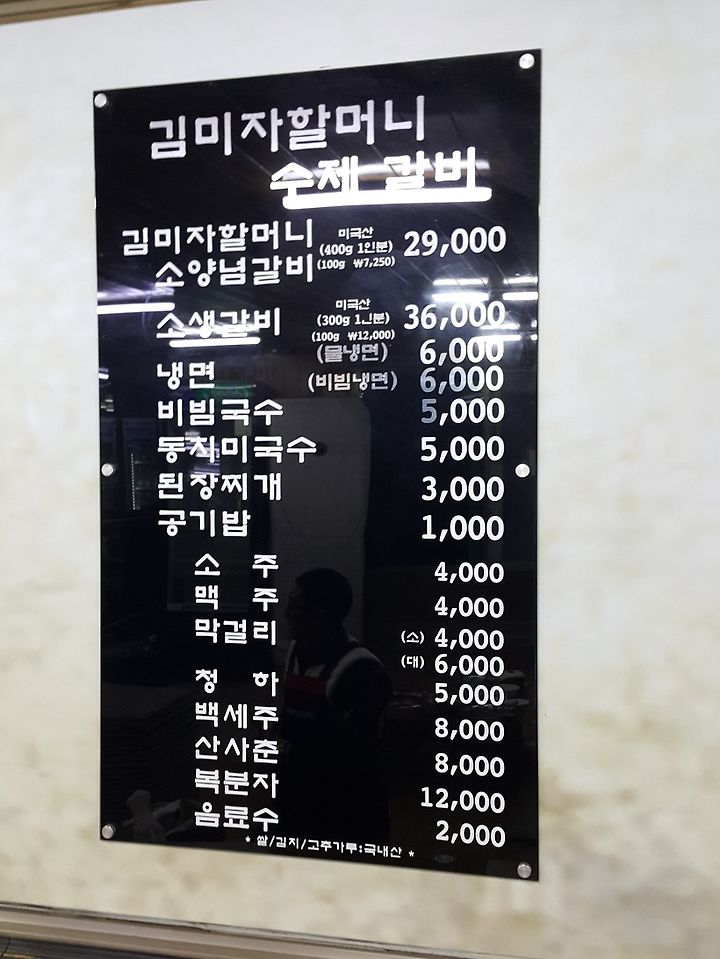 김미자할머니
수제 갈비
김미자할머니 미국산 29,000
소양념갈비 (400g 1인분)
(100g ₩7,250)
소생갈비 미국산 36,000
(300g 1인분)
(100g ₩12,000)
냉면 (물냉면) 6,000
(비빔냉면) 6,000
비빔국수 5,000
동치미국수 5,000
된장찌개 3,000
공기밥 1,000
소 주 4,000
맥 주 4,000
막걸리 (소) 4,000
(대) 6,000
청 하 5,000
백세주 8,000
산사춘 8,000
복분자 12,000
음료수 2,000
* 쌀/김치/고추가루:국내산 *